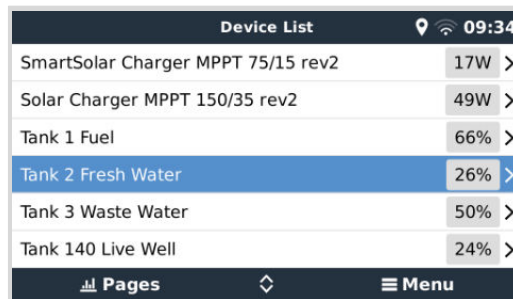 Device List 09:34
SmartSolar Charger MPPT 75/15 rev2 17W
Solar Charger MPPT 150/35 rev2 49W
Tank 1 Fuel 66%
Tank 2 Fresh Water 26%
Tank 3 Waste Water 50%
Tank 140 Live Well 24%
Pages Menu